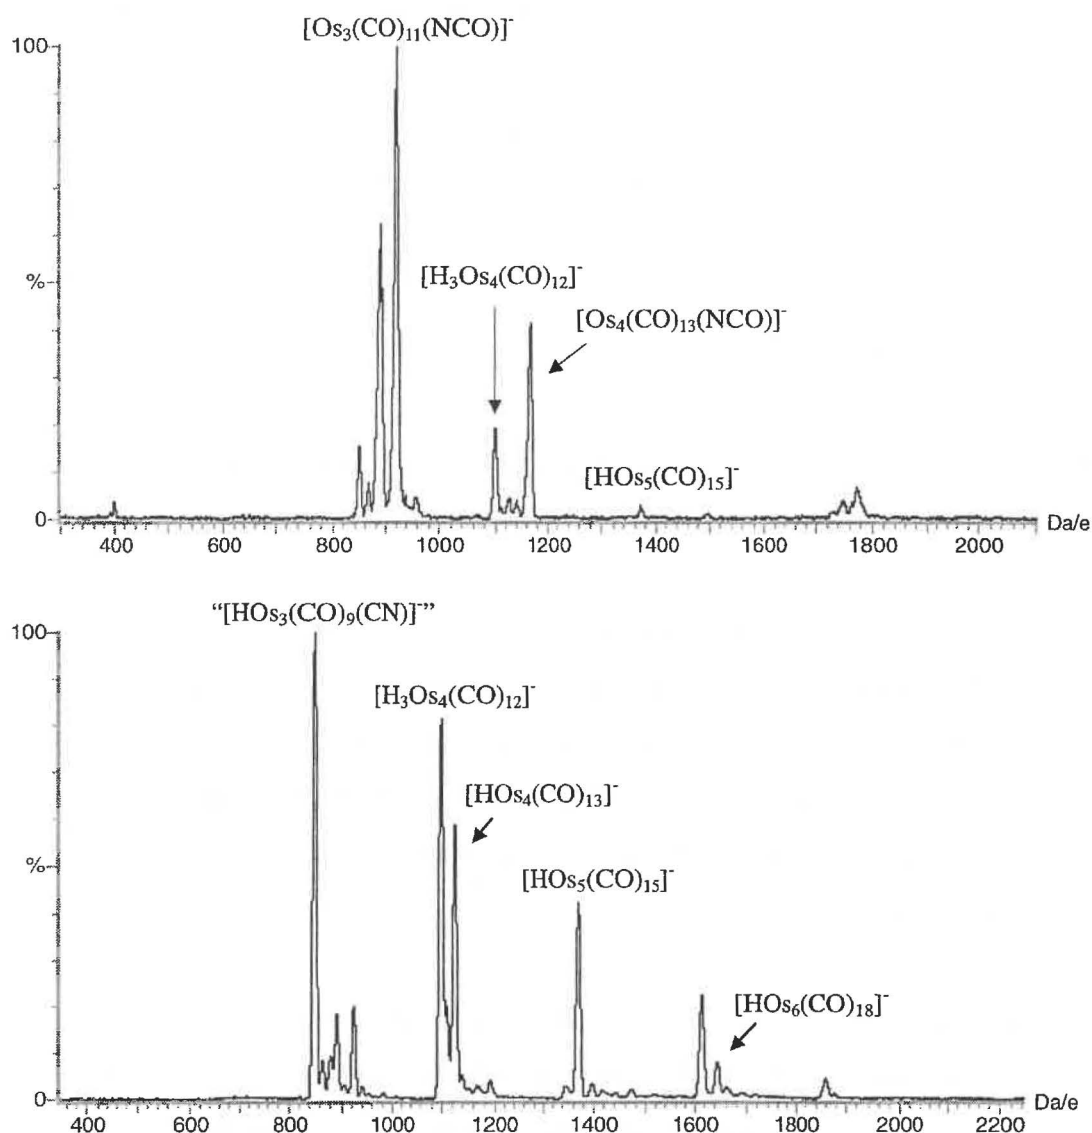 [Os₃(CO)₁₁(NCO)]⁻
100
[H₃Os₄(CO)₁₂]⁻
%
[Os₄(CO)₁₃(NCO)]⁻
[HOs₅(CO)₁₅]⁻
0
Da/e
400 600 800 1000 1200 1400 1600 1800 2000
“[HOs₃(CO)₉(CN)]⁻”
100
[H₃Os₄(CO)₁₂]⁻
[HOs₄(CO)₁₃]⁻
%
[HOs₅(CO)₁₅]⁻
[HOs₆(CO)₁₈]⁻
0
Da/e
400 600 800 1000 1200 1400 1600 1800 2000 2200